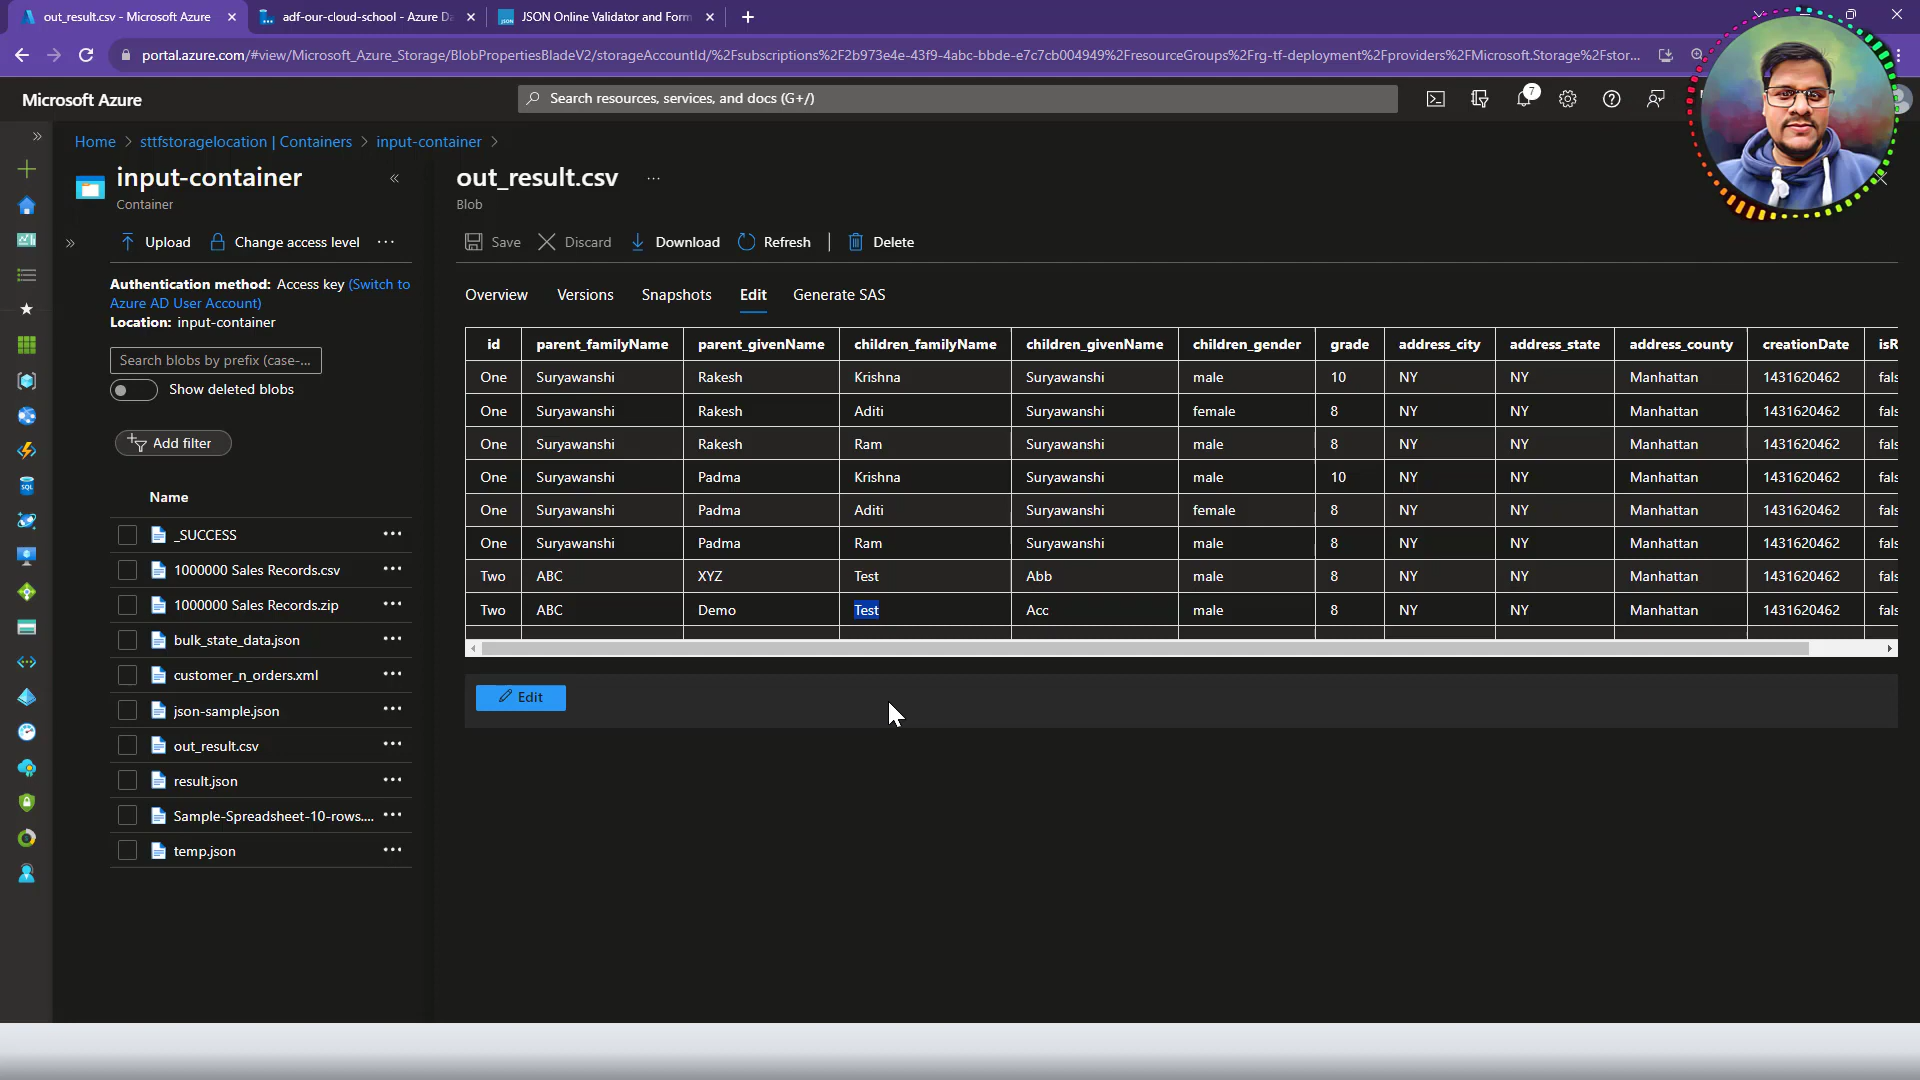 out_result.csv - Microsoft Azure
adf-our-cloud-school - Azure Da
JSON Online Validator and Form
portal.azure.com/#view/Microsoft_Azure_Storage/BlobPropertiesBladeV2/storageAccountId/%2Fsubscriptions%2F2b973e4e-43f9-4abc-bbde-e7c7cb004949%2FresourceGroups%2Frg-tf-deployment%2Fproviders%2FMicrosoft.Storage%2Fstor...
Microsoft Azure
Search resources, services, and docs (G+/)
7
Home > sttfstoragelocation | Containers > input-container >
input-container
Container
Upload
Change access level
Authentication method: Access key (Switch to
Azure AD User Account)
Location: input-container
Search blobs by prefix (case-...
Show deleted blobs
Add filter
Name
_SUCCESS
1000000 Sales Records.csv
1000000 Sales Records.zip
bulk_state_data.json
customer_n_orders.xml
json-sample.json
out_result.csv
result.json
Sample-Spreadsheet-10-rows....
temp.json
out_result.csv
Blob
Save Discard Download Refresh | Delete
Overview Versions Snapshots Edit Generate SAS
id parent_familyName parent_givenName children_familyName children_givenName children_gender grade address_city address_state address_county creationDate isR
One Suryawanshi Rakesh Krishna Suryawanshi male 10 NY NY Manhattan 1431620462 fals
One Suryawanshi Rakesh Aditi Suryawanshi female 8 NY NY Manhattan 1431620462 fals
One Suryawanshi Rakesh Ram Suryawanshi male 8 NY NY Manhattan 1431620462 fals
One Suryawanshi Padma Krishna Suryawanshi male 10 NY NY Manhattan 1431620462 fals
One Suryawanshi Padma Aditi Suryawanshi female 8 NY NY Manhattan 1431620462 fals
One Suryawanshi Padma Ram Suryawanshi male 8 NY NY Manhattan 1431620462 fals
Two ABC XYZ Test Abb male 8 NY NY Manhattan 1431620462 fals
Two ABC Demo Test Acc male 8 NY NY Manhattan 1431620462 fals
Edit